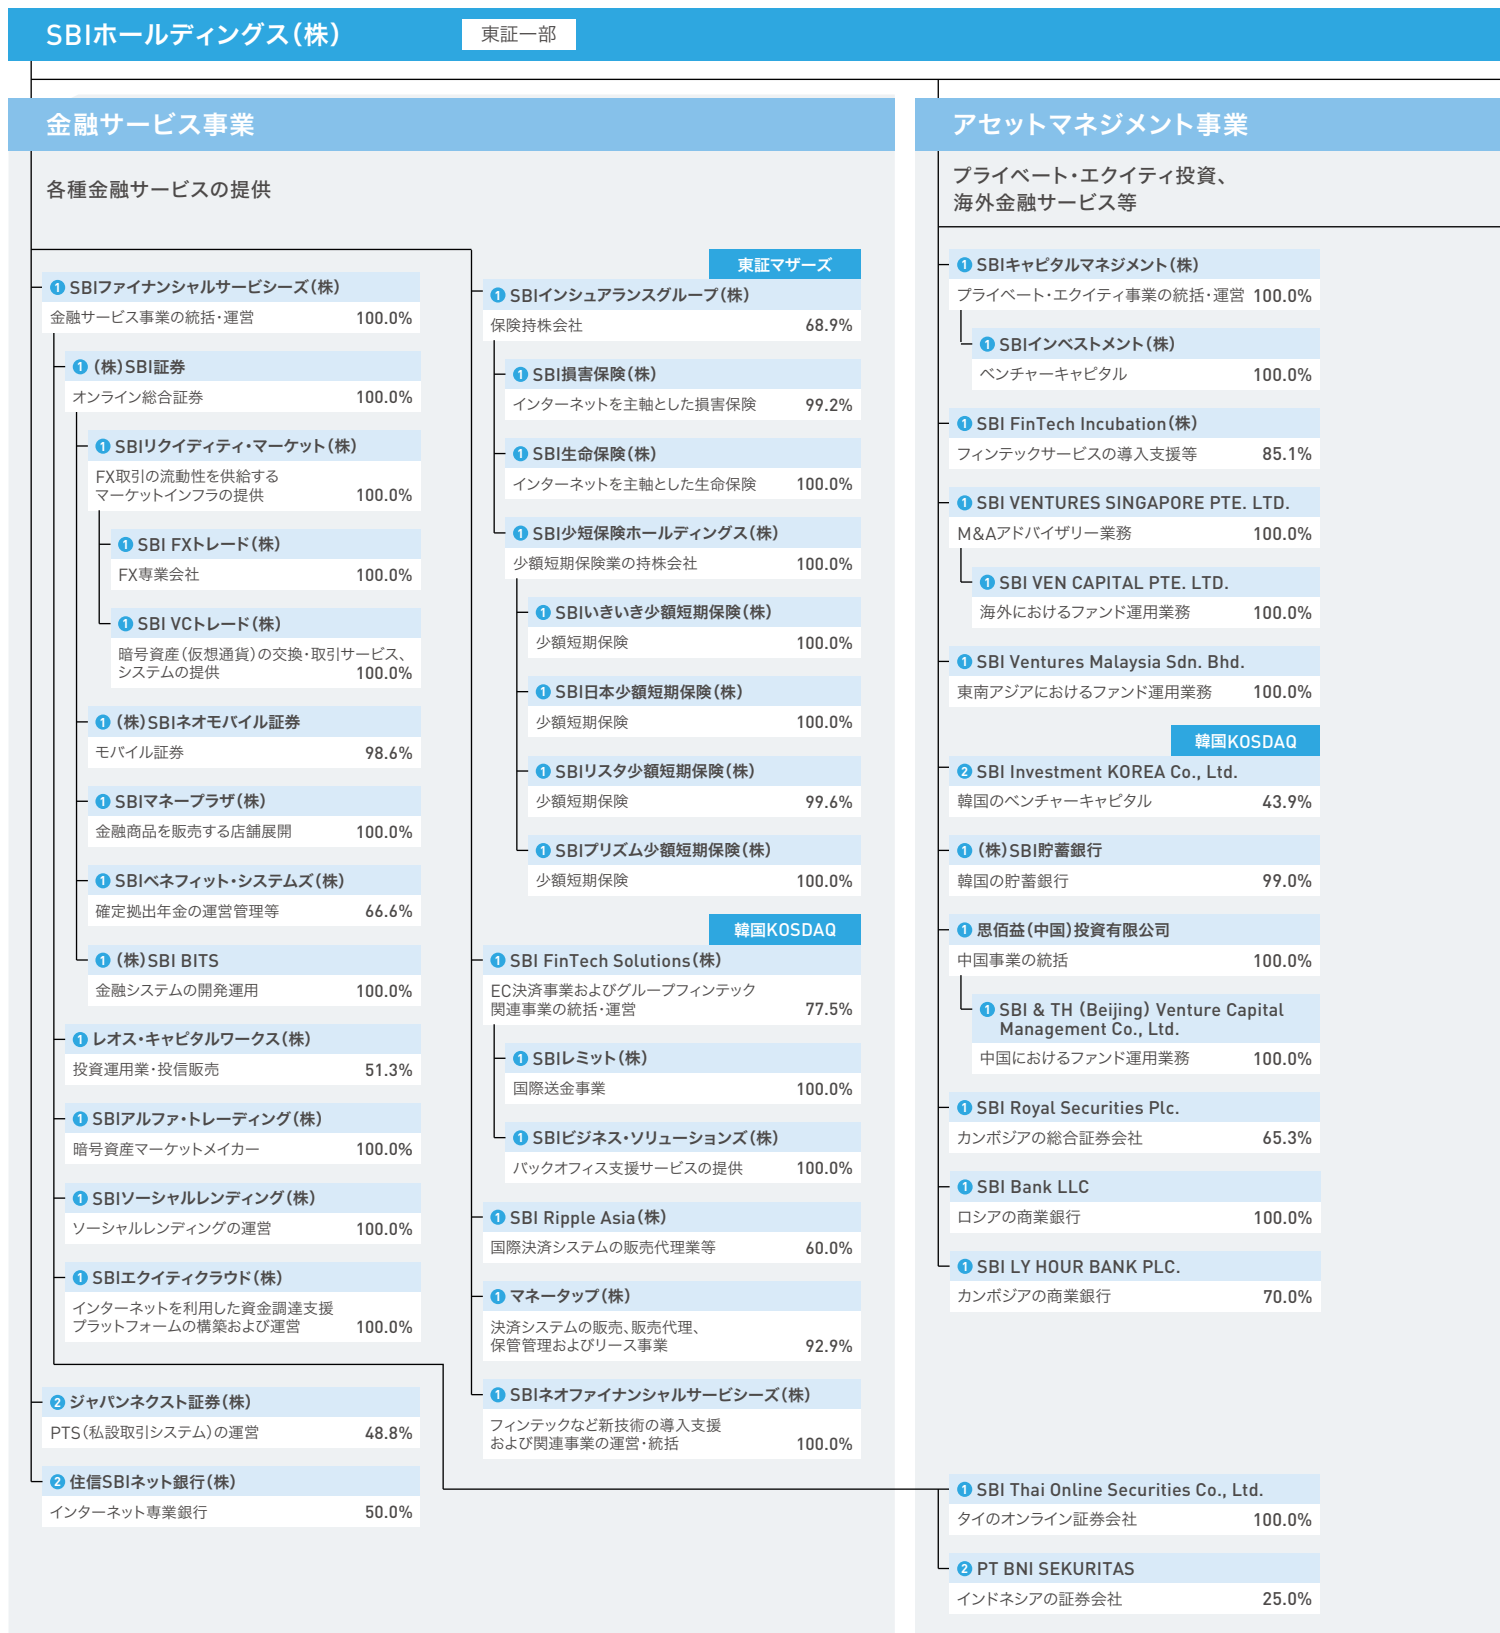 SBIホールディングス（株）
東証一部
金融サービス事業
各種金融サービスの提供
❶ SBIファイナンシャルサービシーズ（株）
金融サービス事業の統括・運営 100.0%
❶（株）SBI証券
オンライン総合証券 100.0%
❶ SBIリクイディティ・マーケット（株）
FX取引の流動性を供給する
マーケットインフラの提供 100.0%
❶ SBI FXトレード（株）
FX専業会社 100.0%
❶ SBI VCトレード（株）
暗号資産（仮想通貨）の交換・取引サービス、
システムの提供 100.0%
❶（株）SBIネオモバイル証券
モバイル証券 98.6%
❶ SBIマネープラザ（株）
金融商品を販売する店舗展開 100.0%
❶ SBIベネフィット・システムズ（株）
確定拠出年金の運営管理等 66.6%
❶（株）SBI BITS
金融システムの開発運用 100.0%
❶ レオス・キャピタルワークス（株）
投資運用業・投信販売 51.3%
❶ SBIアルファ・トレーディング（株）
暗号資産マーケットメイカー 100.0%
❶ SBIソーシャルレンディング（株）
ソーシャルレンディングの運営 100.0%
❶ SBIエクイティクラウド（株）
インターネットを利用した資金調達支援
プラットフォームの構築および運営 100.0%
❷ ジャパンネクスト証券（株）
PTS（私設取引システム）の運営 48.8%
❷ 住信SBIネット銀行（株）
インターネット専業銀行 50.0%
東証マザーズ
❶ SBIインシュアランスグループ（株）
保険持株会社 68.9%
❶ SBI損害保険（株）
インターネットを主軸とした損害保険 99.2%
❶ SBI生命保険（株）
インターネットを主軸とした生命保険 100.0%
❶ SBI少短保険ホールディングス（株）
少額短期保険業の持株会社 100.0%
❶ SBIいきいき少額短期保険（株）
少額短期保険 100.0%
❶ SBI日本少額短期保険（株）
少額短期保険 100.0%
❶ SBIリスタ少額短期保険（株）
少額短期保険 99.6%
❶ SBIプリズム少額短期保険（株）
少額短期保険 100.0%
韓国KOSDAQ
❶ SBI FinTech Solutions（株）
EC決済事業およびグループフィンテック
関連事業の統括・運営 77.5%
❶ SBIレミット（株）
国際送金事業 100.0%
❶ SBIビジネス・ソリューションズ（株）
バックオフィス支援サービスの提供 100.0%
❶ SBI Ripple Asia（株）
国際決済システムの販売代理業等 60.0%
❶ マネータップ（株）
決済システムの販売、販売代理、
保管管理およびリース事業 92.9%
❶ SBIネオファイナンシャルサービシーズ（株）
フィンテックなど新技術の導入支援
および関連事業の運営・統括 100.0%
アセットマネジメント事業
プライベート・エクイティ投資、
海外金融サービス等
❶ SBIキャピタルマネジメント（株）
プライベート・エクイティ事業の統括・運営 100.0%
❶ SBIインベストメント（株）
ベンチャーキャピタル 100.0%
❶ SBI FinTech Incubation（株）
フィンテックサービスの導入支援等 85.1%
❶ SBI VENTURES SINGAPORE PTE. LTD.
M&Aアドバイザリー業務 100.0%
❶ SBI VEN CAPITAL PTE. LTD.
海外におけるファンド運用業務 100.0%
❶ SBI Ventures Malaysia Sdn. Bhd.
東南アジアにおけるファンド運用業務 100.0%
韓国KOSDAQ
❷ SBI Investment KOREA Co., Ltd.
韓国のベンチャーキャピタル 43.9%
❶（株）SBI貯蓄銀行
韓国の貯蓄銀行 99.0%
❶ 思佰益（中国）投資有限公司
中国事業の統括 100.0%
❶ SBI & TH (Beijing) Venture Capital
Management Co., Ltd.
中国におけるファンド運用業務 100.0%
❶ SBI Royal Securities Plc.
カンボジアの総合証券会社 65.3%
❶ SBI Bank LLC
ロシアの商業銀行 100.0%
❶ SBI LY HOUR BANK PLC.
カンボジアの商業銀行 70.0%
❶ SBI Thai Online Securities Co., Ltd.
タイのオンライン証券会社 100.0%
❷ PT BNI SEKURITAS
インドネシアの証券会社 25.0%